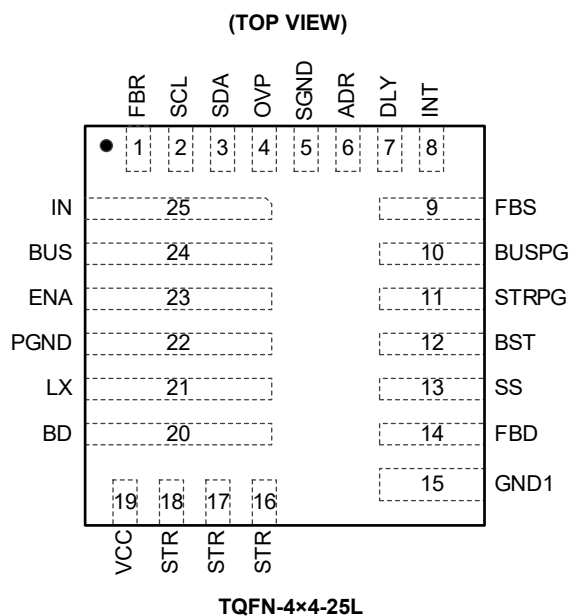 (TOP VIEW)
FBR SCL SDA OVP SGND ADR DLY INT
1 2 3 4 5 6 7 8
IN 25 9 FBS
BUS 24 10 BUSPG
ENA 23 11 STRPG
PGND 22 12 BST
LX 21 13 SS
BD 20 14 FBD
15 GND1
19 18 17 16
VCC STR STR STR
TQFN-4×4-25L